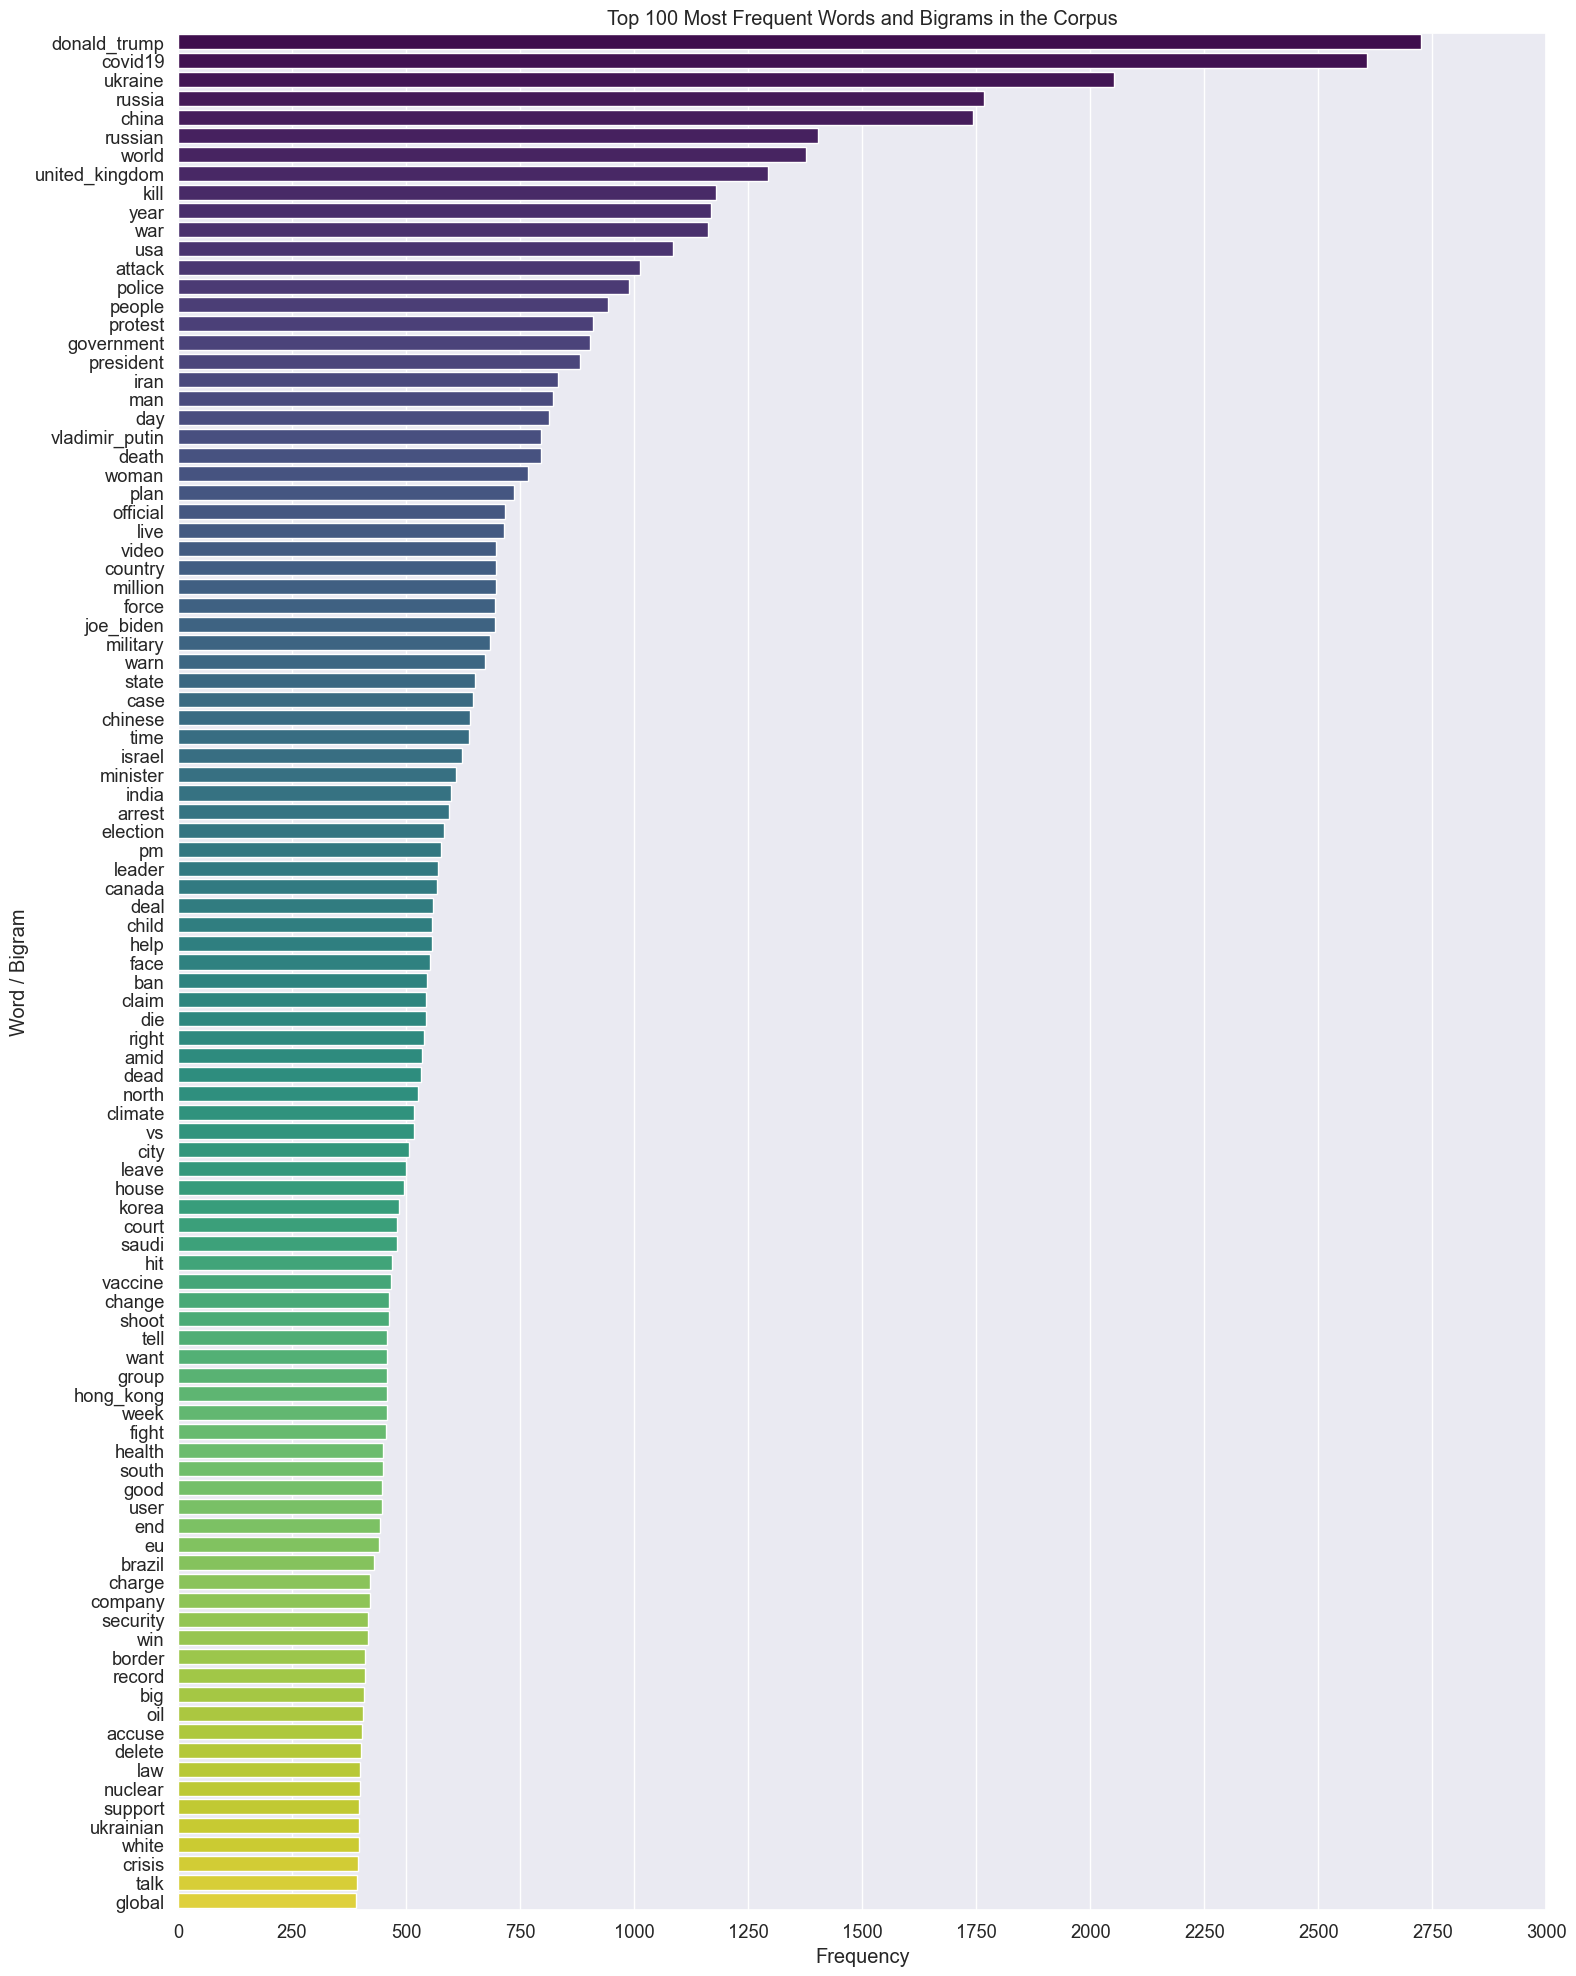 Top 100 Most Frequent Words and Bigrams in the Corpus
donald_trump
covid19
ukraine
russia
china
russian
world
united_kingdom
kill
year
war
usa
attack
police
people
protest
government
president
iran
man
day
vladimir_putin
death
woman
plan
official
live
video
country
million
force
joe_biden
military
warn
state
case
chinese
time
israel
minister
india
arrest
election
pm
leader
canada
deal
child
help
face
ban
claim
die
right
amid
dead
north
climate
vs
city
leave
house
korea
court
saudi
hit
vaccine
change
shoot
tell
want
group
hong_kong
week
fight
health
south
good
user
end
eu
brazil
charge
company
security
win
border
record
big
oil
accuse
delete
law
nuclear
support
ukrainian
white
crisis
talk
global
Word / Bigram
0 250 500 750 1000 1250 1500 1750 2000 2250 2500 2750 3000
Frequency